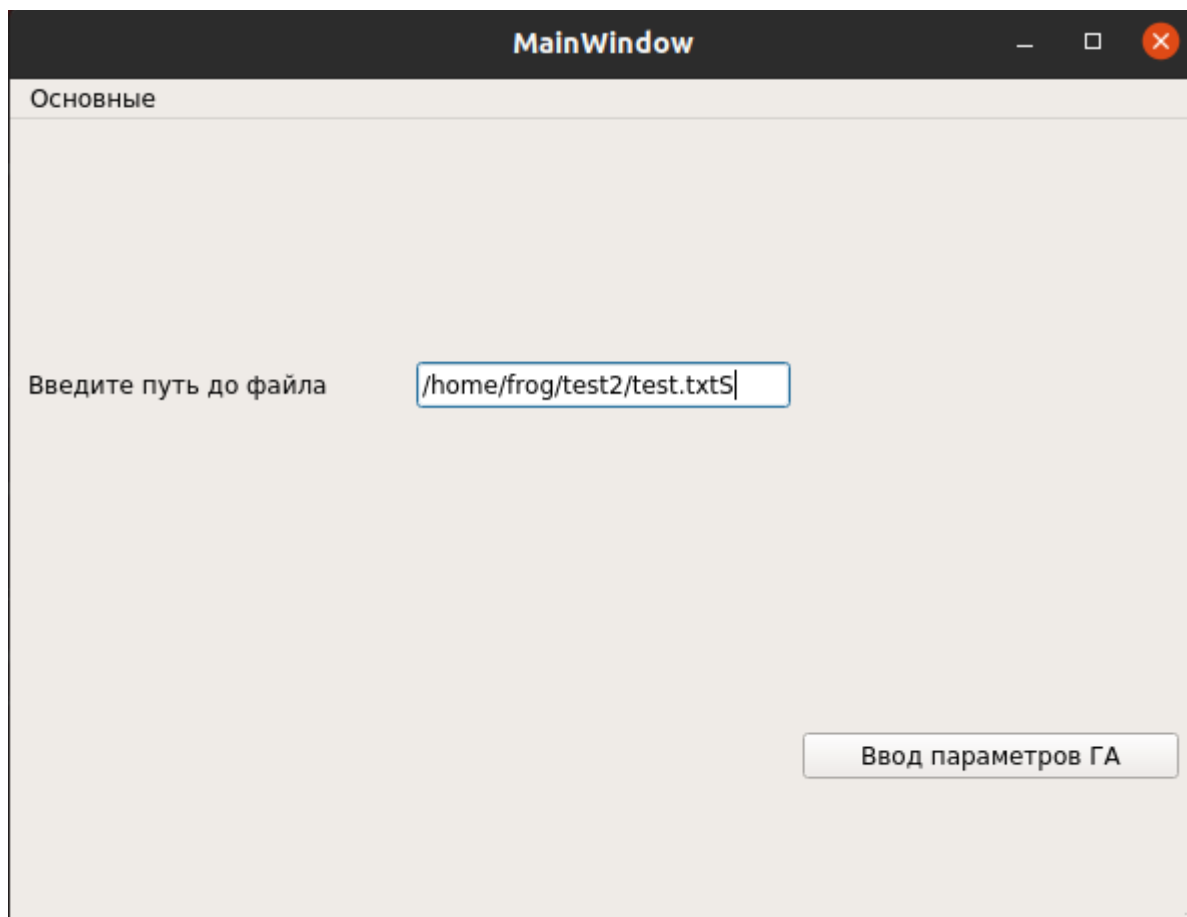 MainWindow
Основные
Введите путь до файла
/home/frog/test2/test.txtS
Ввод параметров ГА